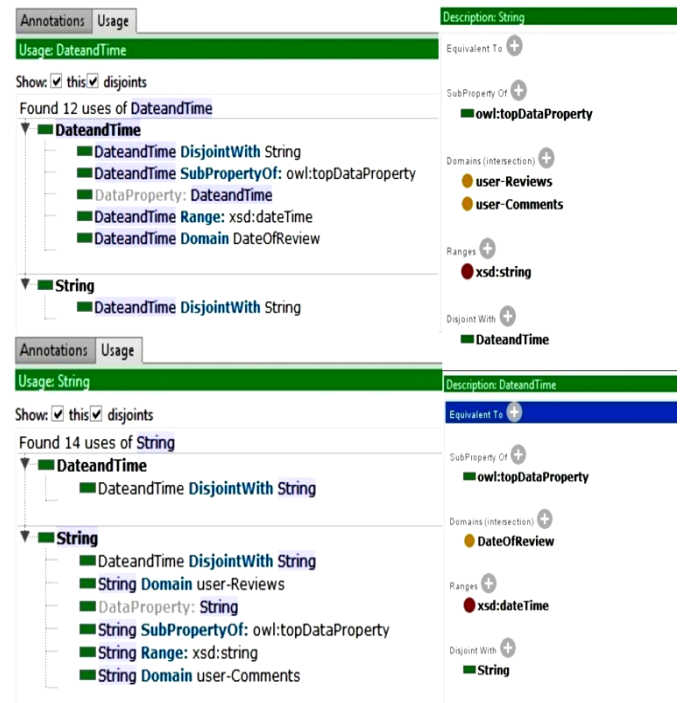 Annotations Usage
Usage: DateandTime
Show: this disjoints
Found 12 uses of DateandTime
DateandTime
DateandTime DisjointWith String
DateandTime SubPropertyOf: owl:topDataProperty
DataProperty: DateandTime
DateandTime Range: xsd:dateTime
DateandTime Domain DateOfReview
String
DateandTime DisjointWith String
Description: String
Equivalent To
SubProperty Of
owl:topDataProperty
Domains (intersection)
user-Reviews
user-Comments
Ranges
xsd:string
Disjoint With
DateandTime
Annotations Usage
Usage: String
Show: this disjoints
Found 14 uses of String
DateandTime
DateandTime DisjointWith String
String
DateandTime DisjointWith String
String Domain user-Reviews
DataProperty: String
String SubPropertyOf: owl:topDataProperty
String Range: xsd:string
String Domain user-Comments
Description: DateandTime
Equivalent To
SubProperty Of
owl:topDataProperty
Domains (intersection)
DateOfReview
Ranges
xsd:dateTime
Disjoint With
String